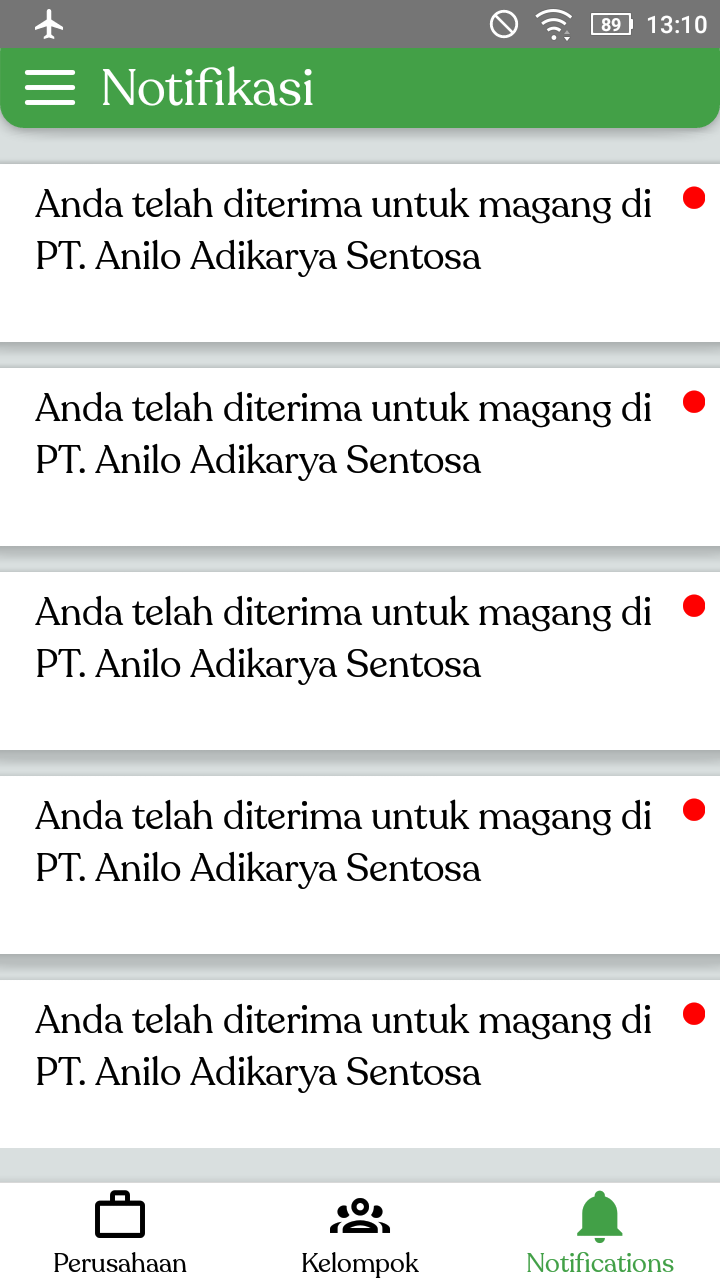 89 13:10
Notifikasi
Anda telah diterima untuk magang di
PT. Anilo Adikarya Sentosa
Anda telah diterima untuk magang di
PT. Anilo Adikarya Sentosa
Anda telah diterima untuk magang di
PT. Anilo Adikarya Sentosa
Anda telah diterima untuk magang di
PT. Anilo Adikarya Sentosa
Anda telah diterima untuk magang di
PT. Anilo Adikarya Sentosa
Perusahaan Kelompok Notifications